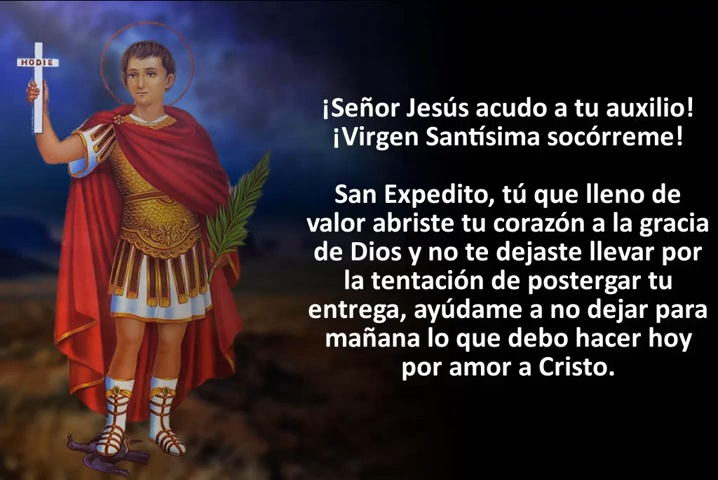 HODIE
¡Señor Jesús acudo a tu auxilio!
¡Virgen Santísima socórreme!
San Expedito, tú que lleno de
valor abriste tu corazón a la gracia
de Dios y no te dejaste llevar por
la tentación de postergar tu
entrega, ayúdame a no dejar para
mañana lo que debo hacer hoy
por amor a Cristo.